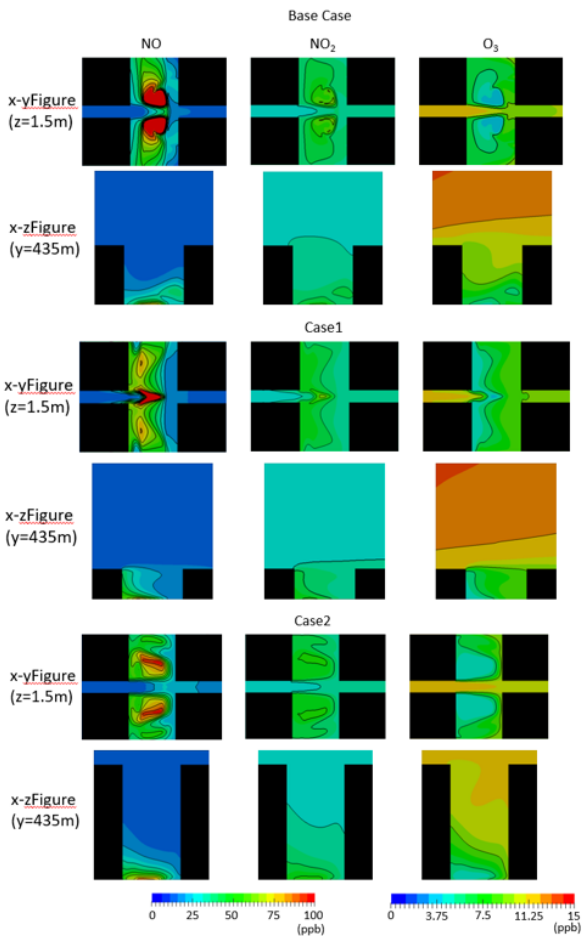 Base Case
NO NO₂ O₃
x-yFigure
(z=1.5m)
x-zFigure
(y=435m)
Case1
x-yFigure
(z=1.5m)
x-zFigure
(y=435m)
Case2
x-yFigure
(z=1.5m)
x-zFigure
(y=435m)
0 25 50 75 100
(ppb)
0 3.75 7.5 11.25 15
(ppb)